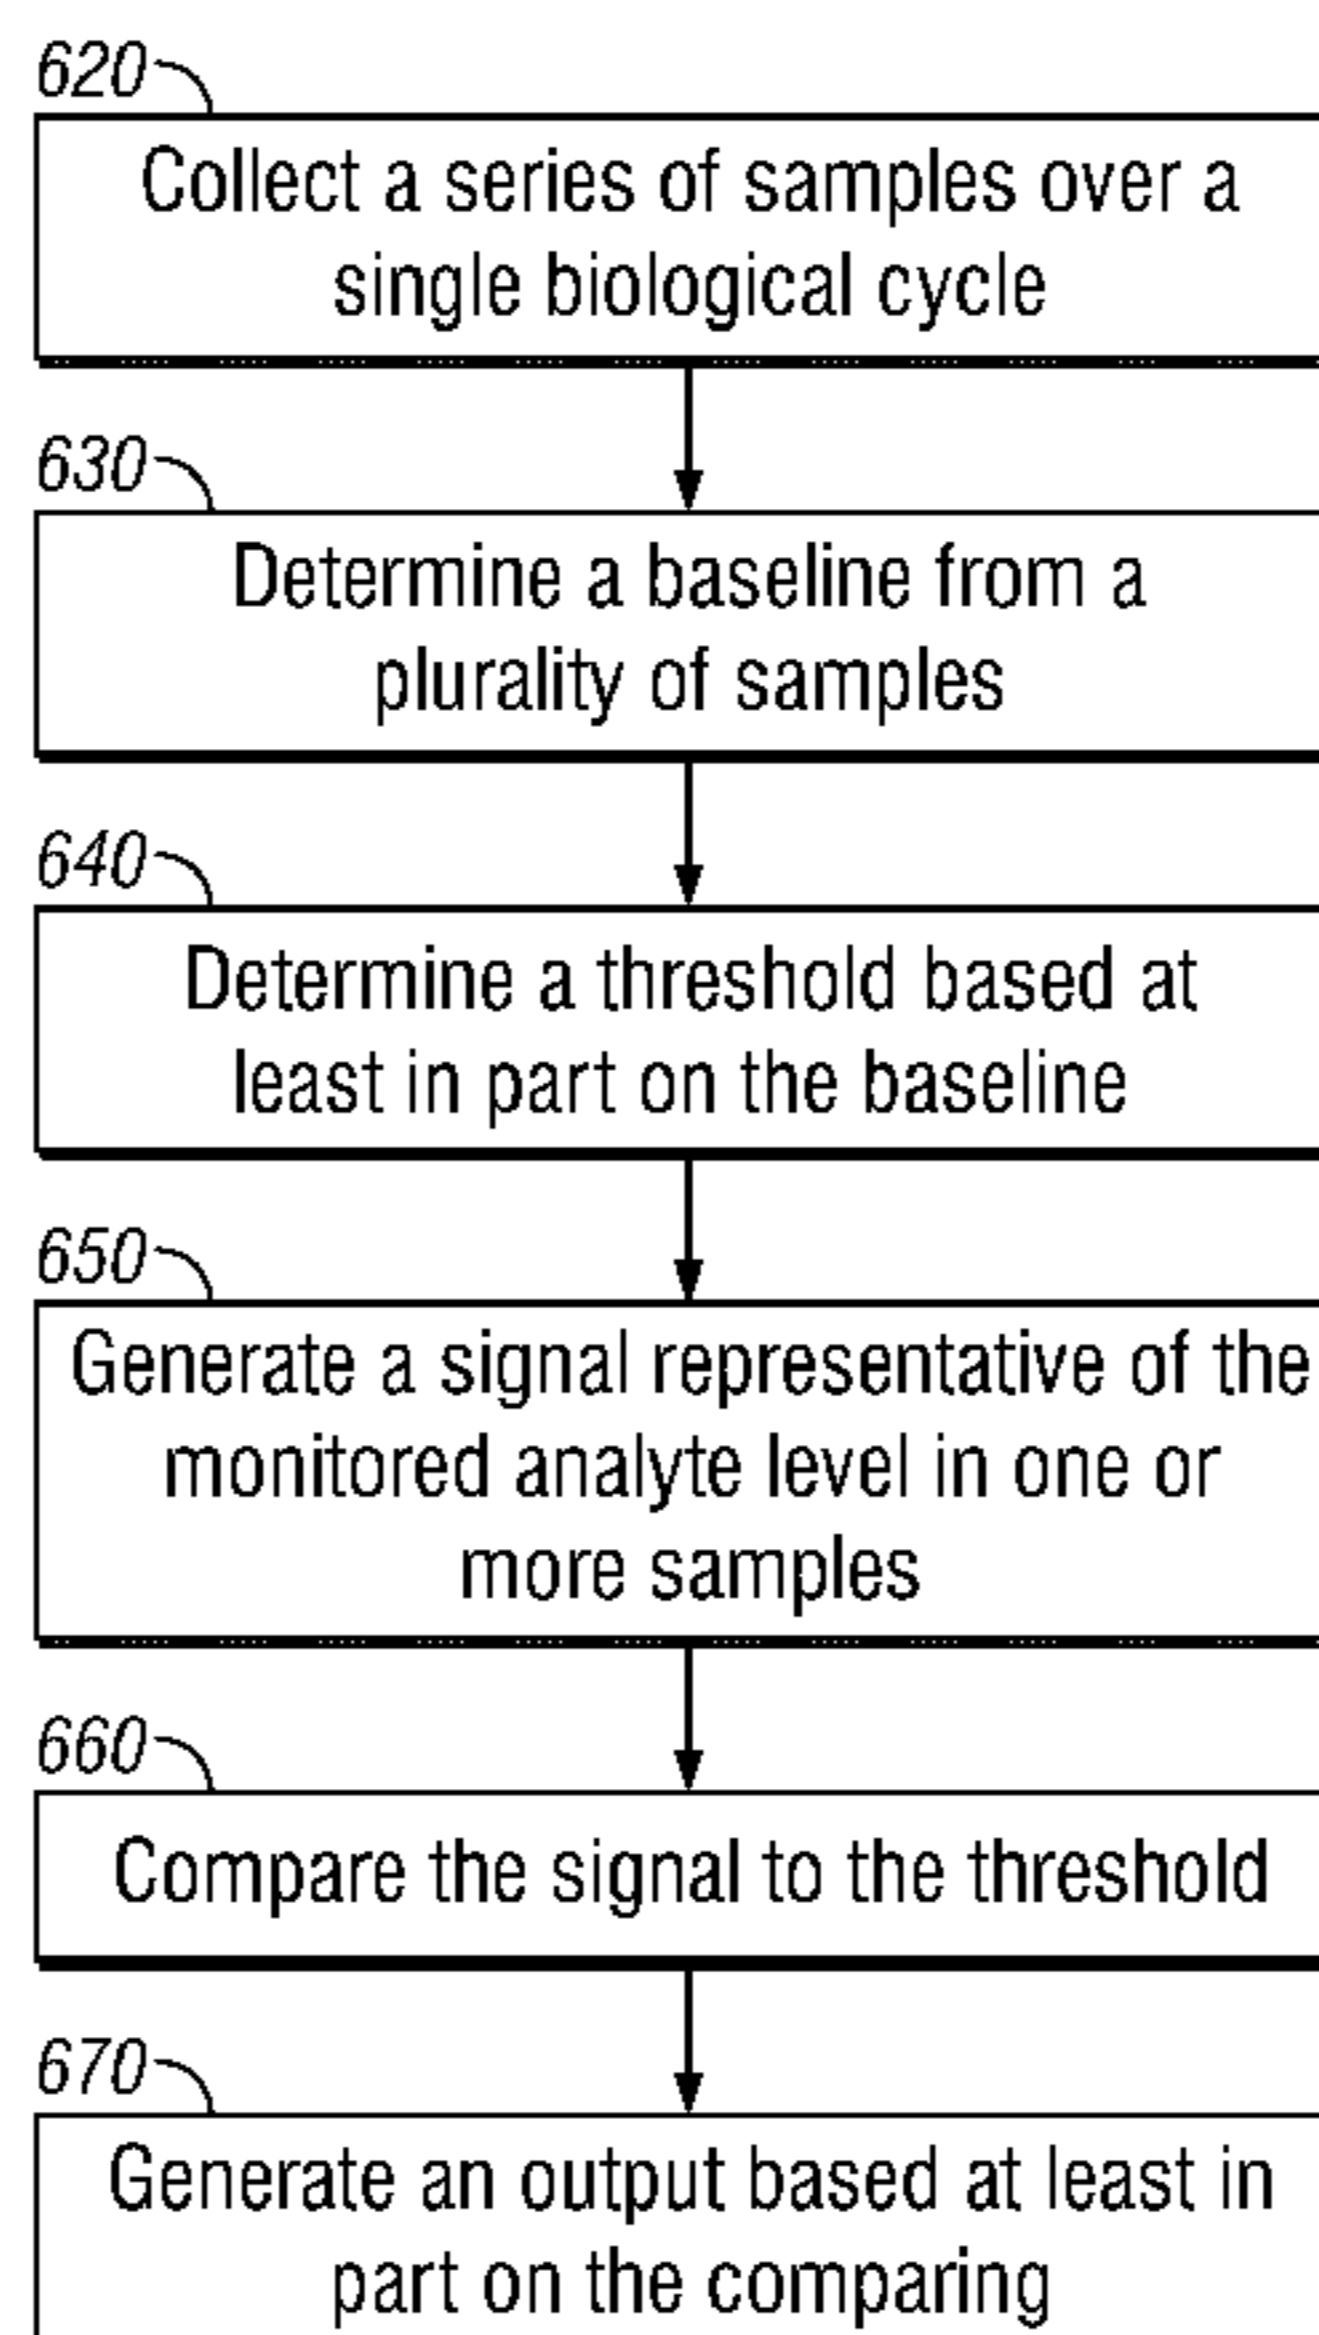 620
Collect a series of samples over a
single biological cycle
630
Determine a baseline from a
plurality of samples
640
Determine a threshold based at
least in part on the baseline
650
Generate a signal representative of the
monitored analyte level in one or
more samples
660
Compare the signal to the threshold
670
Generate an output based at least in
part on the comparing